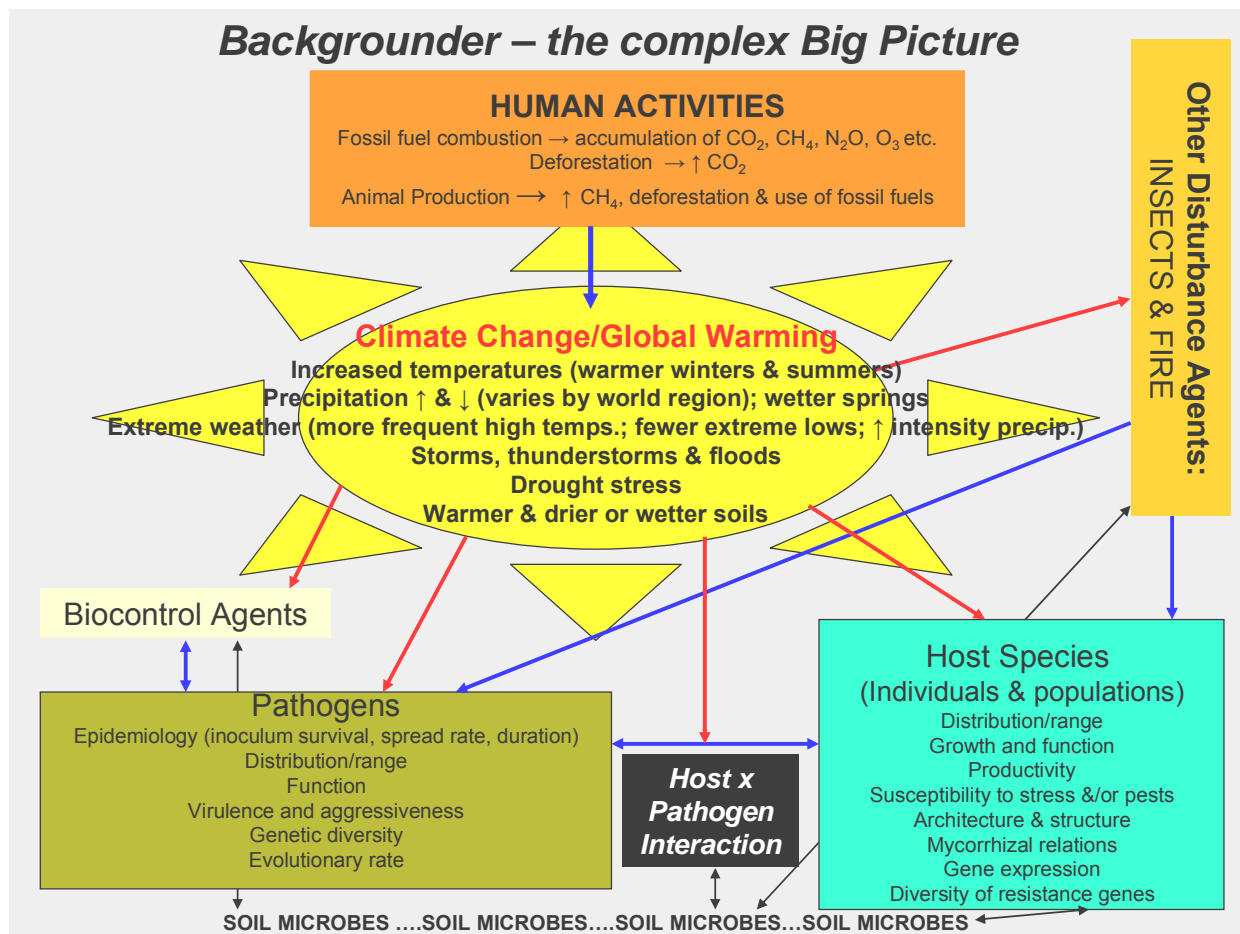 Backgrounder – the complex Big Picture
HUMAN ACTIVITIES
Fossil fuel combustion → accumulation of CO₂, CH₄, N₂O, O₃ etc.
Deforestation → ↑ CO₂
Animal Production → ↑ CH₄, deforestation & use of fossil fuels
Other Disturbance Agents:
INSECTS & FIRE
Climate Change/Global Warming
Increased temperatures (warmer winters & summers)
Precipitation ↑ & ↓ (varies by world region); wetter springs
Extreme weather (more frequent high temps.; fewer extreme lows; ↑ intensity precip.)
Storms, thunderstorms & floods
Drought stress
Warmer & drier or wetter soils
Biocontrol Agents
Pathogens
Epidemiology (inoculum survival, spread rate, duration)
Distribution/range
Function
Virulence and aggressiveness
Genetic diversity
Evolutionary rate
Host x
Pathogen
Interaction
Host Species
(Individuals & populations)
Distribution/range
Growth and function
Productivity
Susceptibility to stress &/or pests
Architecture & structure
Mycorrhizal relations
Gene expression
Diversity of resistance genes
SOIL MICROBES ….SOIL MICROBES….SOIL MICROBES…SOIL MICROBES